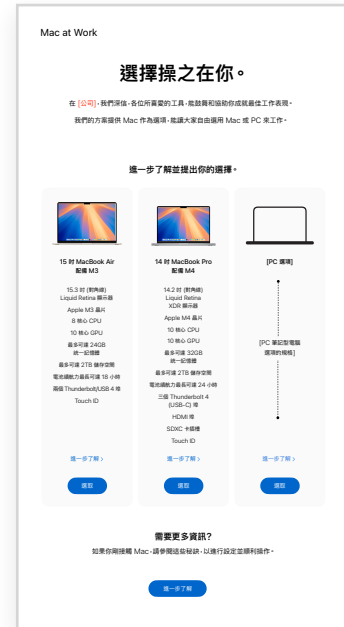 Mac at Work
選擇操之在你。
在 [公司]，我們深信，各位所喜愛的工具，能鼓舞和協助你成就最佳工作表現。
我們的方案提供 Mac 作為選項，能讓大家自由選用 Mac 或 PC 來工作。
進一步了解並提出你的選擇。
15 吋 MacBook Air
配備 M3
15.3 吋 (對角線)
Liquid Retina 顯示器
Apple M3 晶片
8 核心 CPU
10 核心 GPU
最多可達 24GB
統一記憶體
最多可達 2TB 儲存空間
電池續航力最長可達 18 小時
兩個 Thunderbolt/USB 4 埠
Touch ID
進一步了解 >
選取
14 吋 MacBook Pro
配備 M4
14.2 吋 (對角線)
Liquid Retina
XDR 顯示器
Apple M4 晶片
10 核心 CPU
10 核心 GPU
最多可達 32GB
統一記憶體
最多可達 2TB 儲存空間
電池續航力最長可達 24 小時
三個 Thunderbolt 4
(USB-C) 埠
HDMI 埠
SDXC 卡插槽
Touch ID
進一步了解 >
選取
[PC 選項]
[PC 筆記型電腦
選項的規格]
進一步了解 >
選取
需要更多資訊?
如果你剛接觸 Mac，請參閱這些秘訣，以進行設定並順利操作。
進一步了解